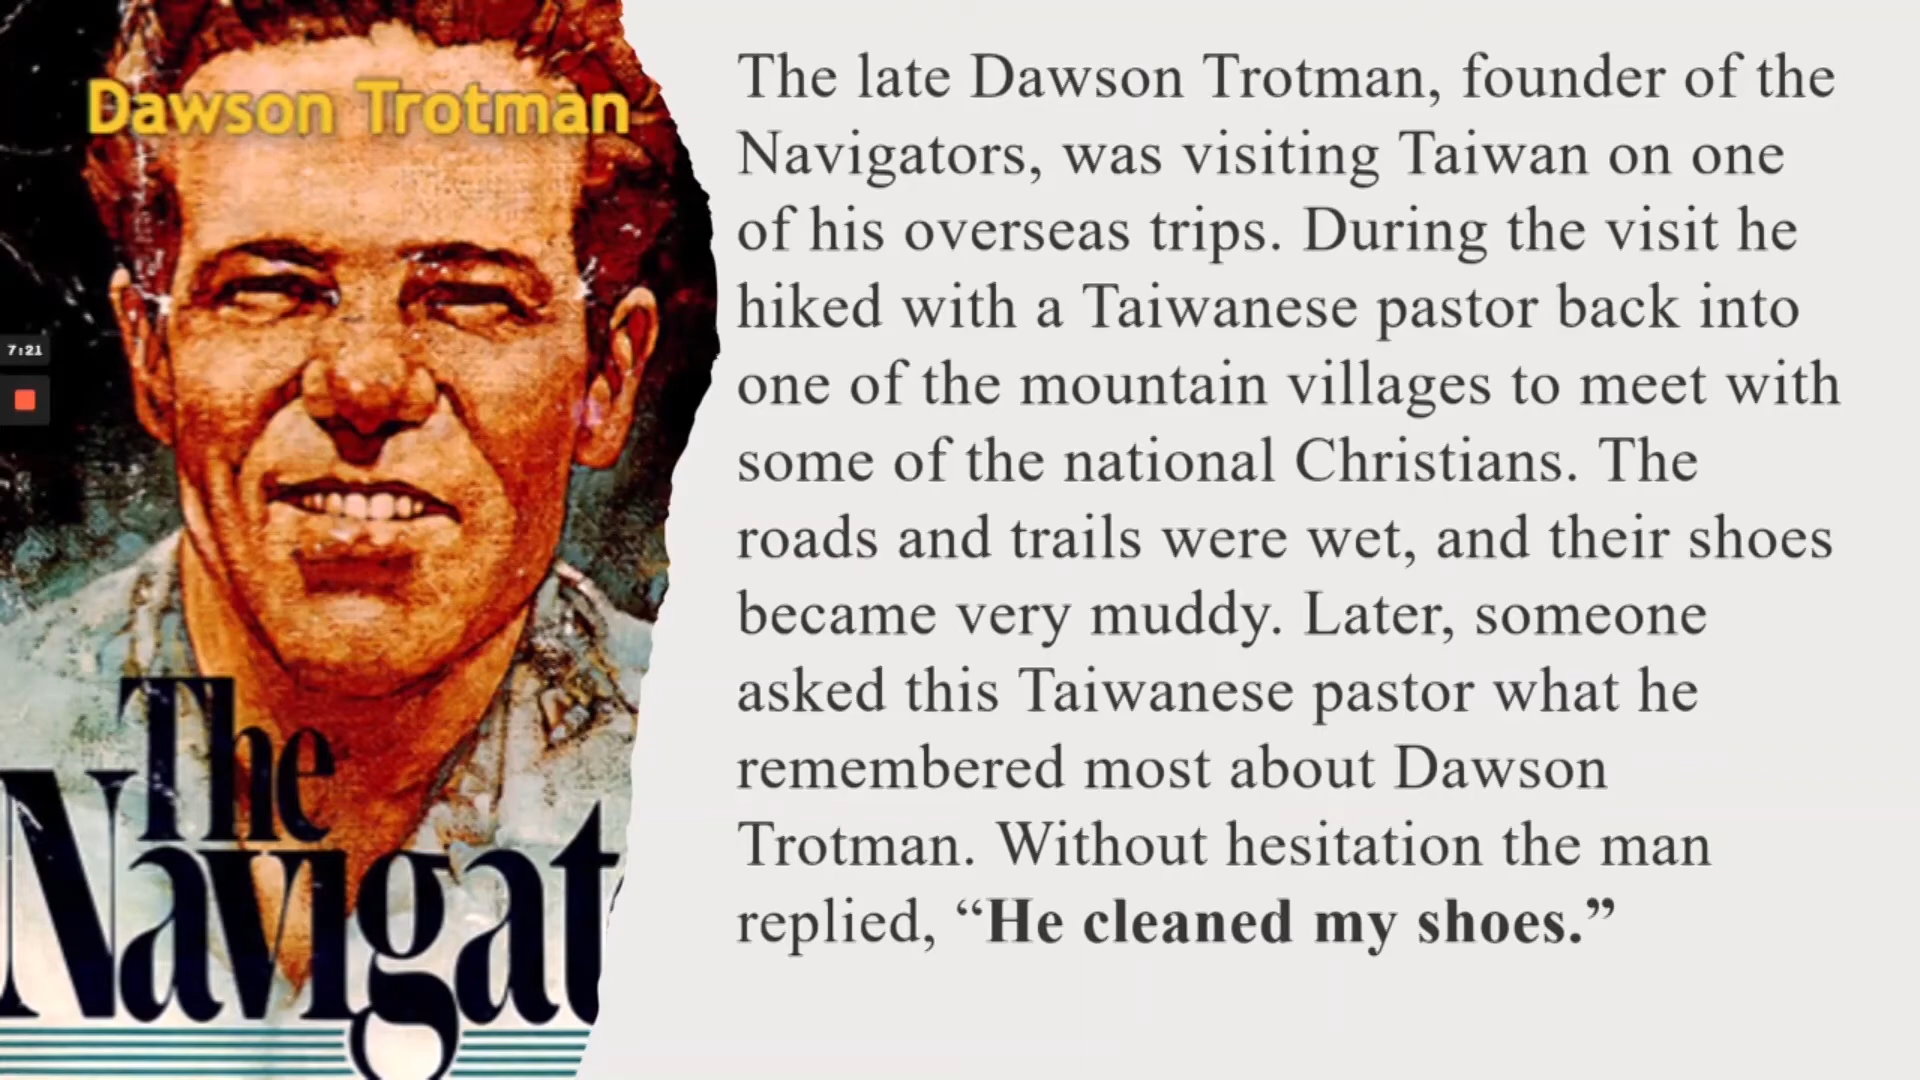 Dawson Trotman
7:21
The
Navigat
The late Dawson Trotman, founder of the
Navigators, was visiting Taiwan on one
of his overseas trips. During the visit he
hiked with a Taiwanese pastor back into
one of the mountain villages to meet with
some of the national Christians. The
roads and trails were wet, and their shoes
became very muddy. Later, someone
asked this Taiwanese pastor what he
remembered most about Dawson
Trotman. Without hesitation the man
replied, “He cleaned my shoes.”